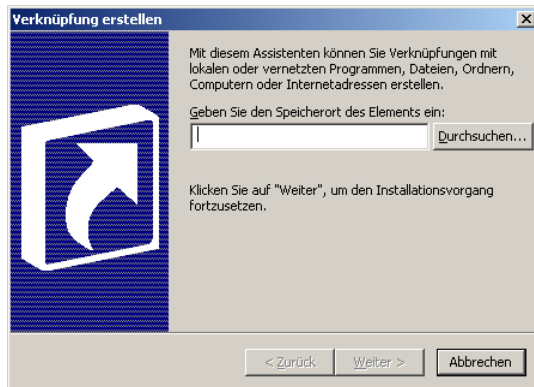 Verknüpfung erstellen
Mit diesem Assistenten können Sie Verknüpfungen mit
lokalen oder vernetzten Programmen, Dateien, Ordnern,
Computern oder Internetadressen erstellen.
Geben Sie den Speicherort des Elements ein:
Durchsuchen...
Klicken Sie auf "Weiter", um den Installationsvorgang
fortzusetzen.
< Zurück
Weiter >
Abbrechen